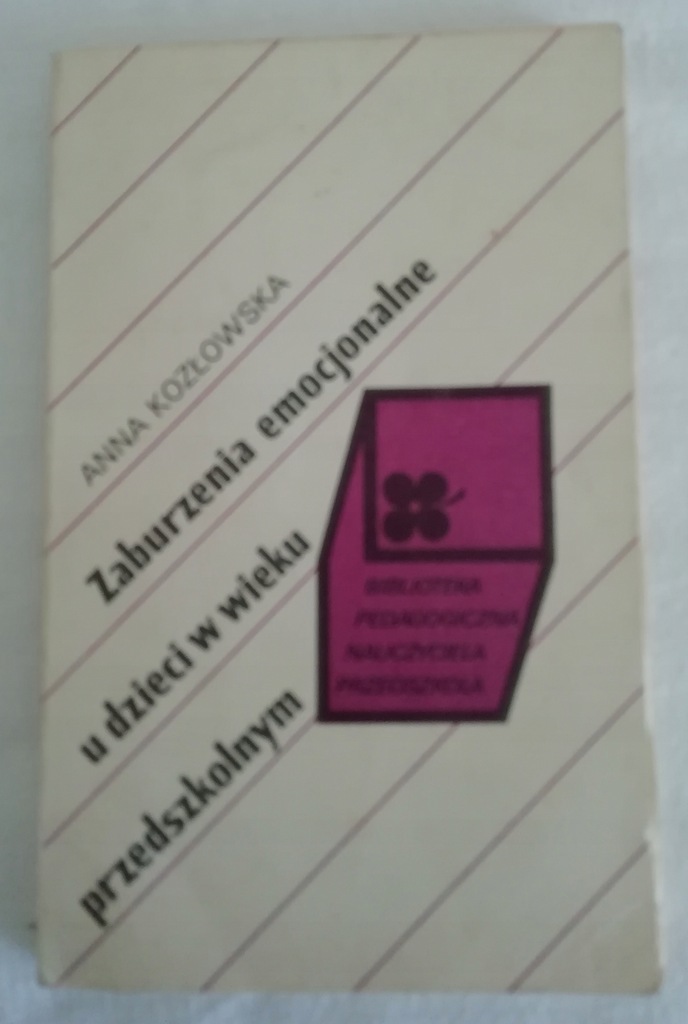 ANNA KOZŁOWSKA
Zaburzenia emocjonalne
u dzieci w wieku
przedszkolnym
BIBLIOTEKA
PEDAGOGICZNA
NAUCZYCIELA
PRZEDSZKOLA